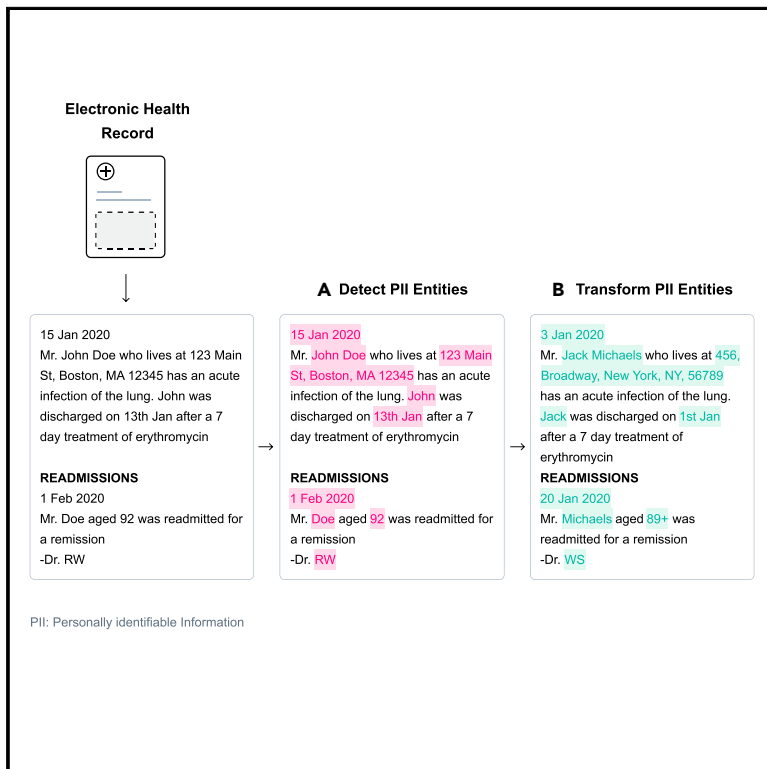 Electronic Health
Record
A Detect PII Entities
B Transform PII Entities
15 Jan 2020
Mr. John Doe who lives at 123 Main
St, Boston, MA 12345 has an acute
infection of the lung. John was
discharged on 13th Jan after a 7
day treatment of erythromycin
READMISSIONS
1 Feb 2020
Mr. Doe aged 92 was readmitted for
a remission
-Dr. RW
15 Jan 2020
Mr. John Doe who lives at 123 Main
St, Boston, MA 12345 has an acute
infection of the lung. John was
discharged on 13th Jan after a 7
day treatment of erythromycin
READMISSIONS
1 Feb 2020
Mr. Doe aged 92 was readmitted for
a remission
-Dr. RW
3 Jan 2020
Mr. Jack Michaels who lives at 456,
Broadway, New York, NY, 56789
has an acute infection of the lung.
Jack was discharged on 1st Jan
after a 7 day treatment of
erythromycin
READMISSIONS
20 Jan 2020
Mr. Michaels aged 89+ was
readmitted for a remission
-Dr. WS
PII: Personally identifiable Information